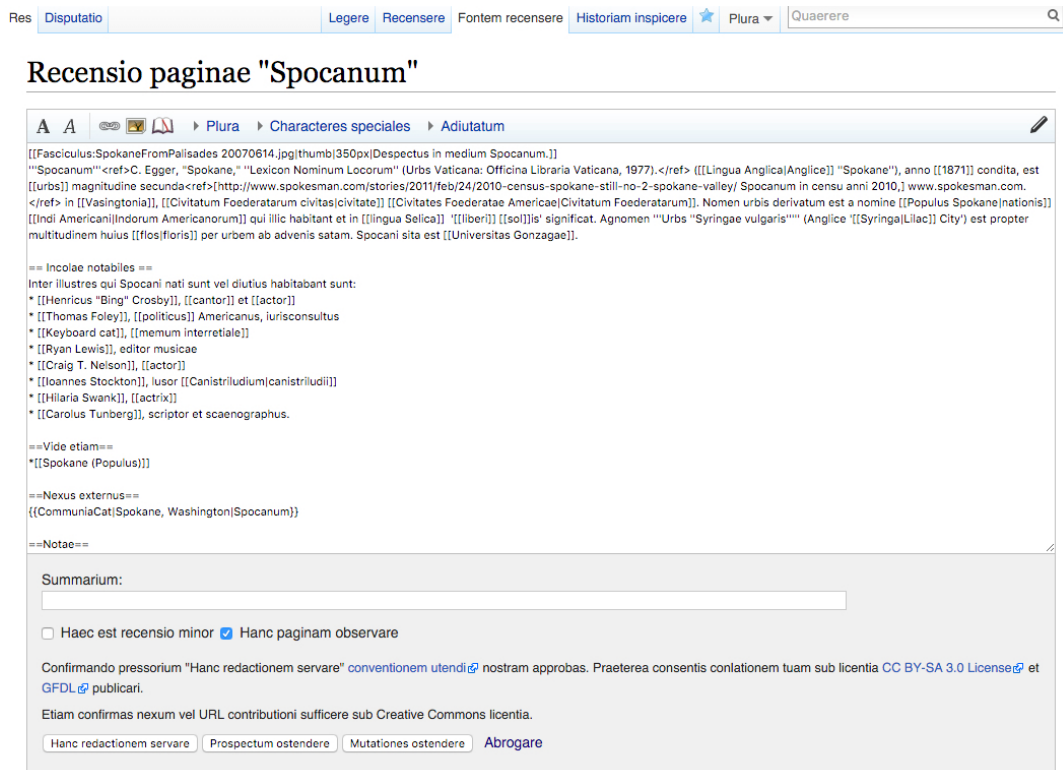 Res Disputatio Legere Recensere Fontem recensere Historiam inspicere Plura Quaerere
Recensio paginae "Spocanum"
A A Plura Characteres speciales Adiutatum
[[Fasciculus:SpokaneFromPalisades 20070614.jpg|thumb|350px|Despectus in medium Spocanum.]]
'''Spocanum'''<ref>C. Egger, "Spokane," ''Lexicon Nominum Locorum'' (Urbs Vaticana: Officina Libraria Vaticana, 1977).</ref> ([[Lingua Anglica|Anglice]] ''Spokane''), anno [[1871]] condita, est
[[urbs]] magnitudine secunda<ref>[http://www.spokesman.com/stories/2011/feb/24/2010-census-spokane-still-no-2-spokane-valley/ Spocanum in censu anni 2010,] www.spokesman.com.
</ref> in [[Vasingtonia]], [[Civitatum Foederatarum civitas|civitate]] [[Civitates Foederatae Americae|Civitatum Foederatarum]]. Nomen urbis derivatum est a nomine [[Populus Spokane|nationis]]
[[Indi Americani|Indorum Americanorum]] qui illic habitant et in [[lingua Selica]]  '[[liberi]] [[sol]]is' significat. Agnomen '''Urbs ''Syringae vulgaris''''' (Anglice '[[Syringa|Lilac]] City') est propter
multitudinem huius [[flos|floris]] per urbem ab advenis satam. Spocani sita est [[Universitas Gonzagae]].
== Incolae notabiles ==
Inter illustres qui Spocani nati sunt vel diutius habitabant sunt:
* [[Henricus "Bing" Crosby]], [[cantor]] et [[actor]]
* [[Thomas Foley]], [[politicus]] Americanus, iurisconsultus
* [[Keyboard cat]], [[memum interretiale]]
* [[Ryan Lewis]], editor musicae
* [[Craig T. Nelson]], [[actor]]
* [[Ioannes Stockton]], lusor [[Canistriludium|canistriludii]]
* [[Hilaria Swank]], [[actrix]]
* [[Carolus Tunberg]], scriptor et scaenographus.
==Vide etiam==
*[[Spokane (Populus)]]
==Nexus externus==
{{CommuniaCat|Spokane, Washington|Spocanum}}
==Notae==
Summarium:
Haec est recensio minor Hanc paginam observare
Confirmando pressorium "Hanc redactionem servare" conventionem utendi nostram approbas. Praeterea consentis conlationem tuam sub licentia CC BY-SA 3.0 License et
GFDL publicari.
Etiam confirmas nexum vel URL contributioni sufficere sub Creative Commons licentia.
Hanc redactionem servare Prospectum ostendere Mutationes ostendere Abrogare